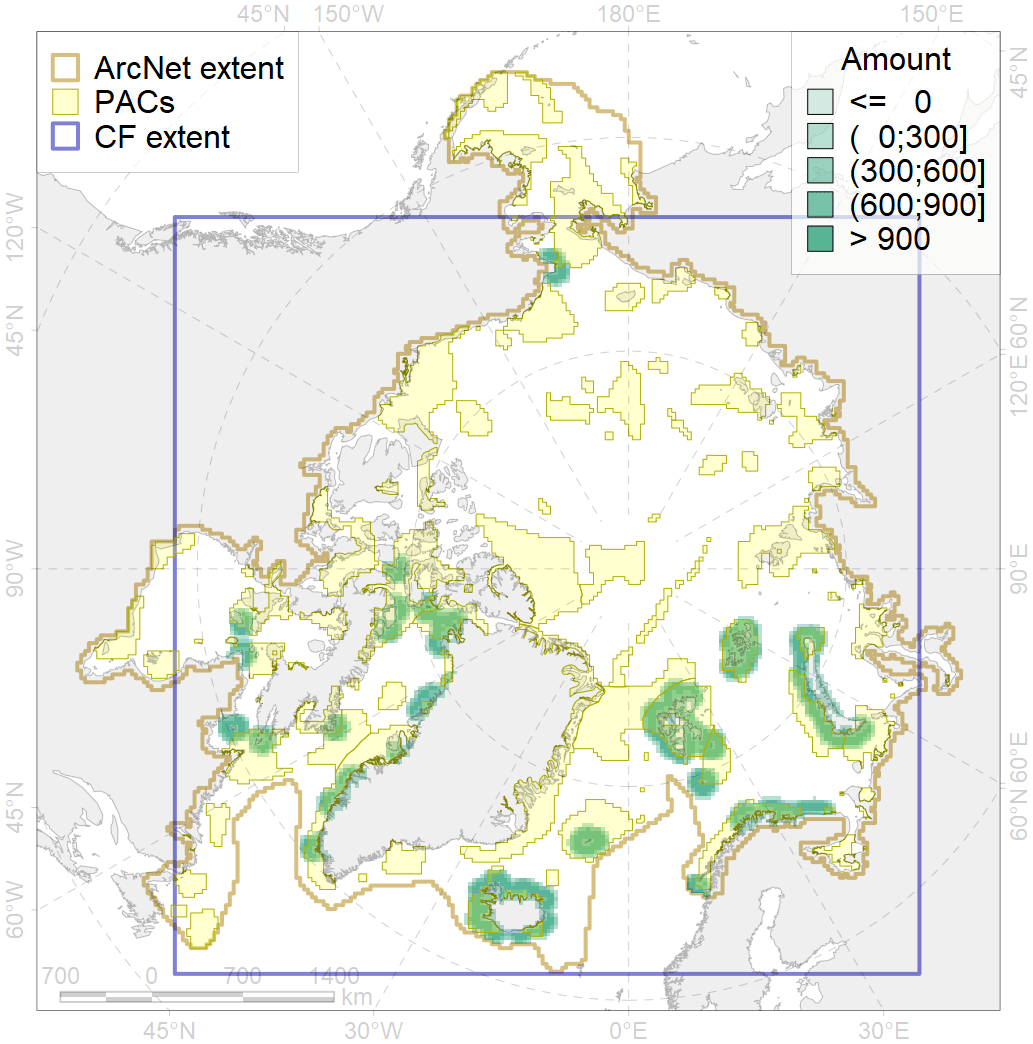 45°N 150°W 180°E 150°E
ArcNet extent
PACs
CF extent
Amount
<= 0
( 0;300]
(300;600]
(600;900]
> 900
45°N
120°W
45°N
90°W
45°N
60°W
60°N
120°E
90°E
60°E
60°N
700 0 700 1400
km
45°N 30°W 0°E 30°E